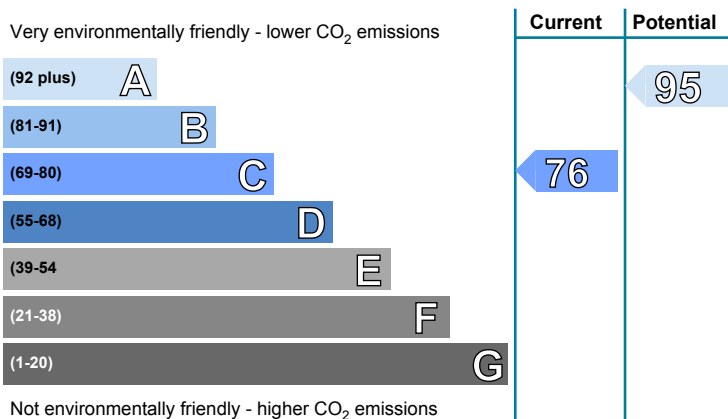 Current Potential
Very environmentally friendly - lower CO2 emissions
(92 plus) A 95
(81-91) B
(69-80) C 76
(55-68) D
(39-54 E
(21-38) F
(1-20) G
Not environmentally friendly - higher CO2 emissions